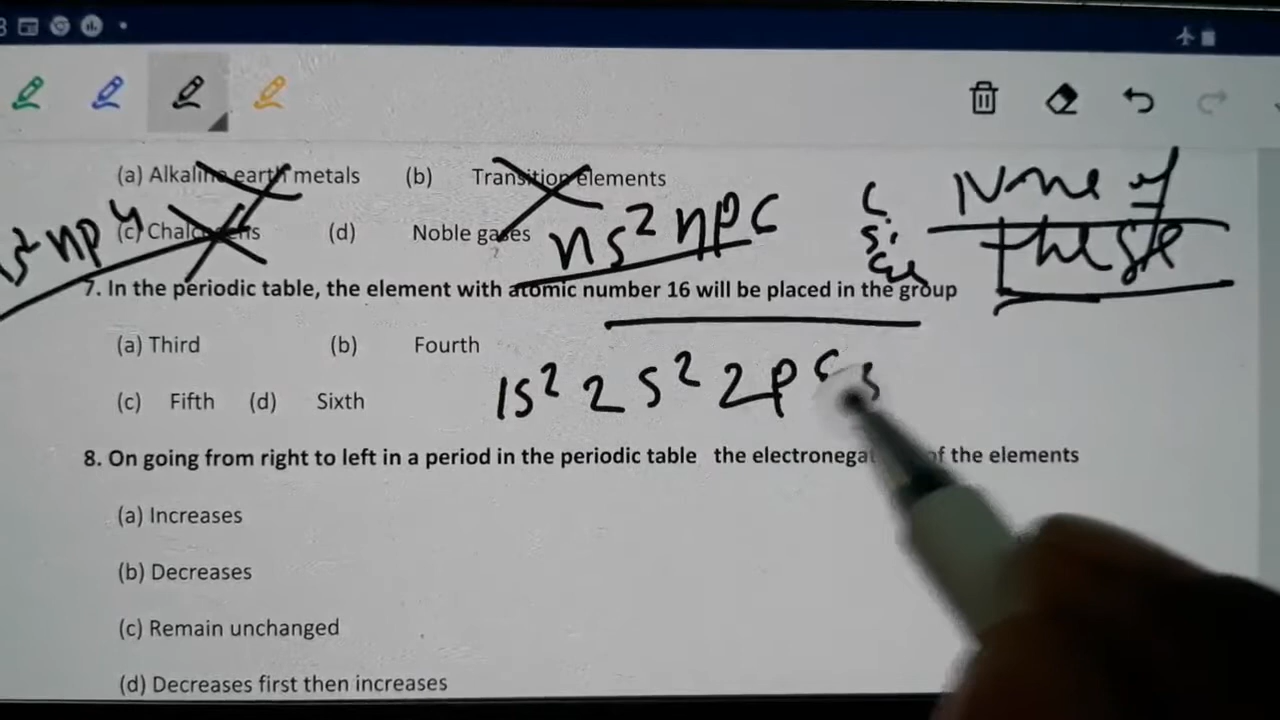 (a) Alkaline earth metals (b) Transition elements
(c) Chalcogens (d) Noble gases
ns² np⁶
None of
these
7. In the periodic table, the element with atomic number 16 will be placed in the group
(a) Third (b) Fourth
(c) Fifth (d) Sixth
1s² 2s² 2p⁶
8. On going from right to left in a period in the periodic table the of the elements
(a) Increases
(b) Decreases
(c) Remain unchanged
(d) Decreases first then increases